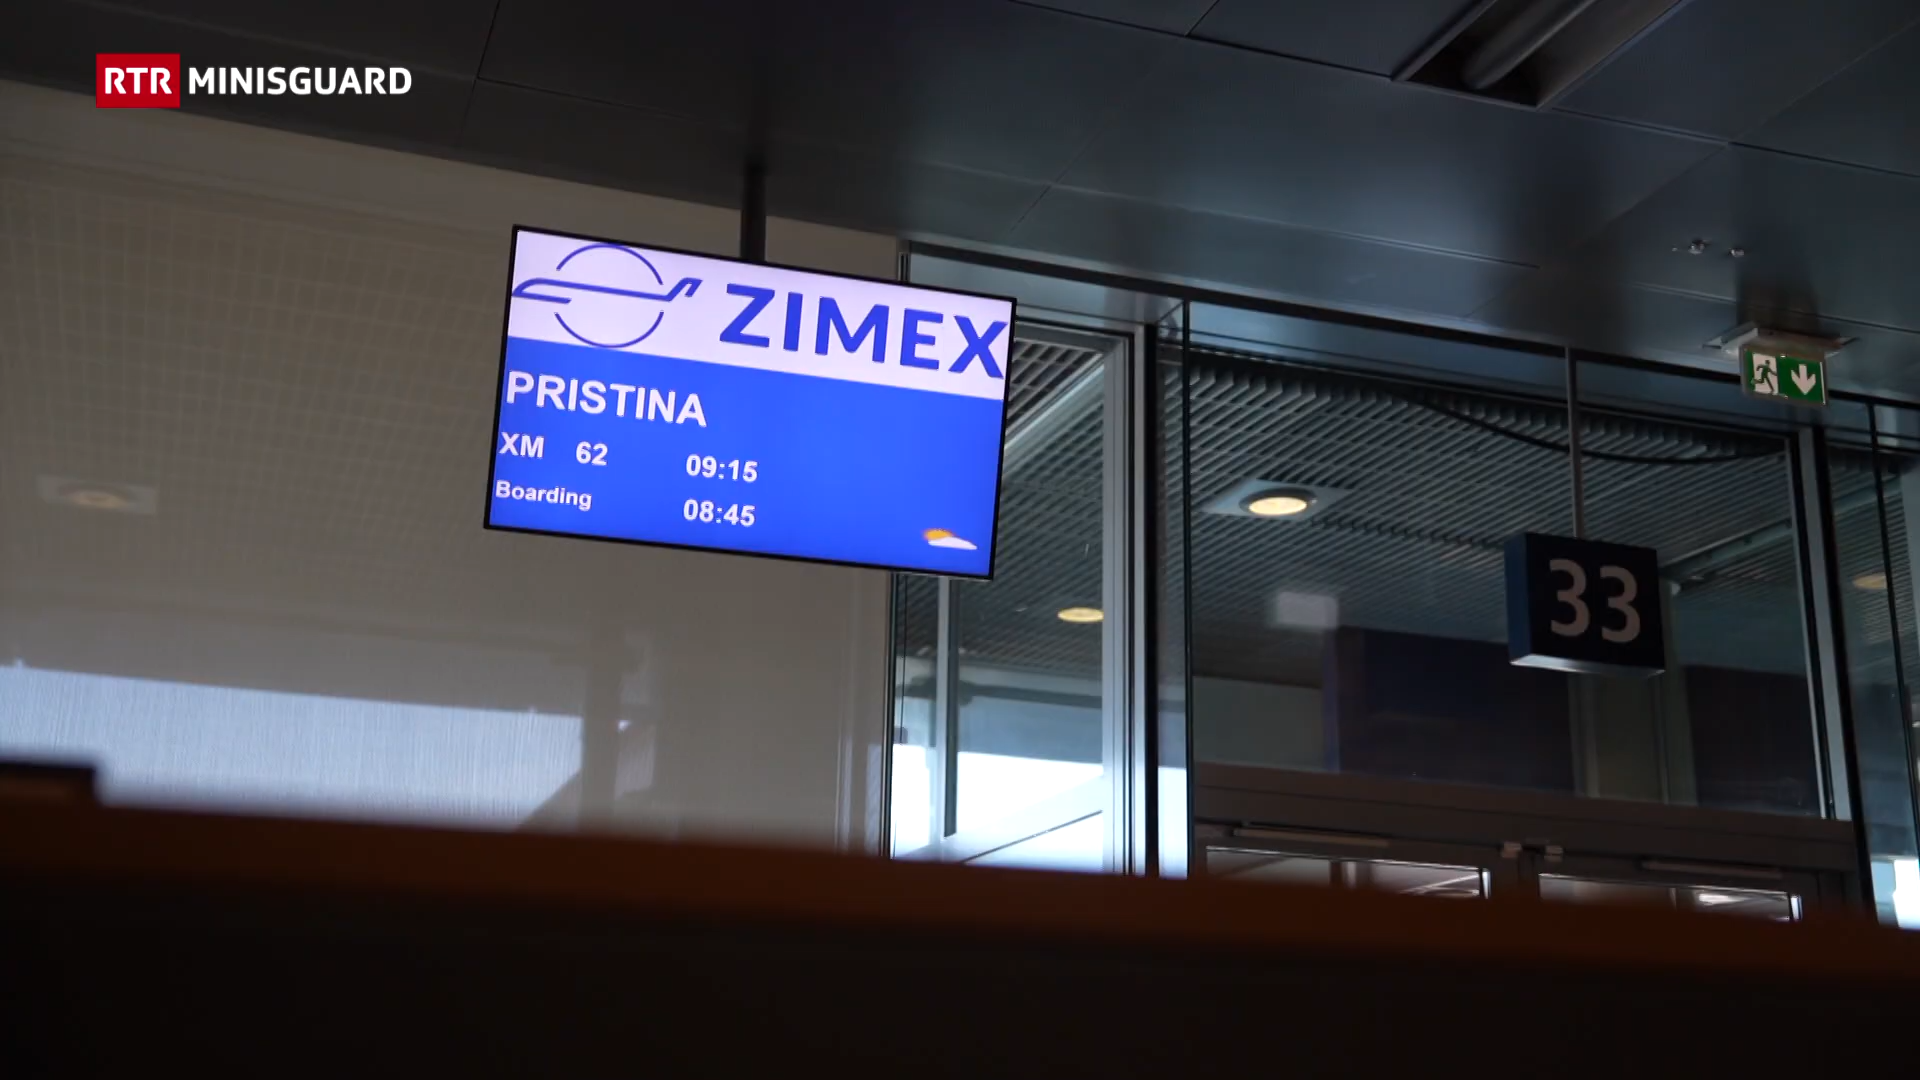 RTR MINISGUARD
ZIMEX
PRISTINA
XM 62 09:15
Boarding 08:45
33